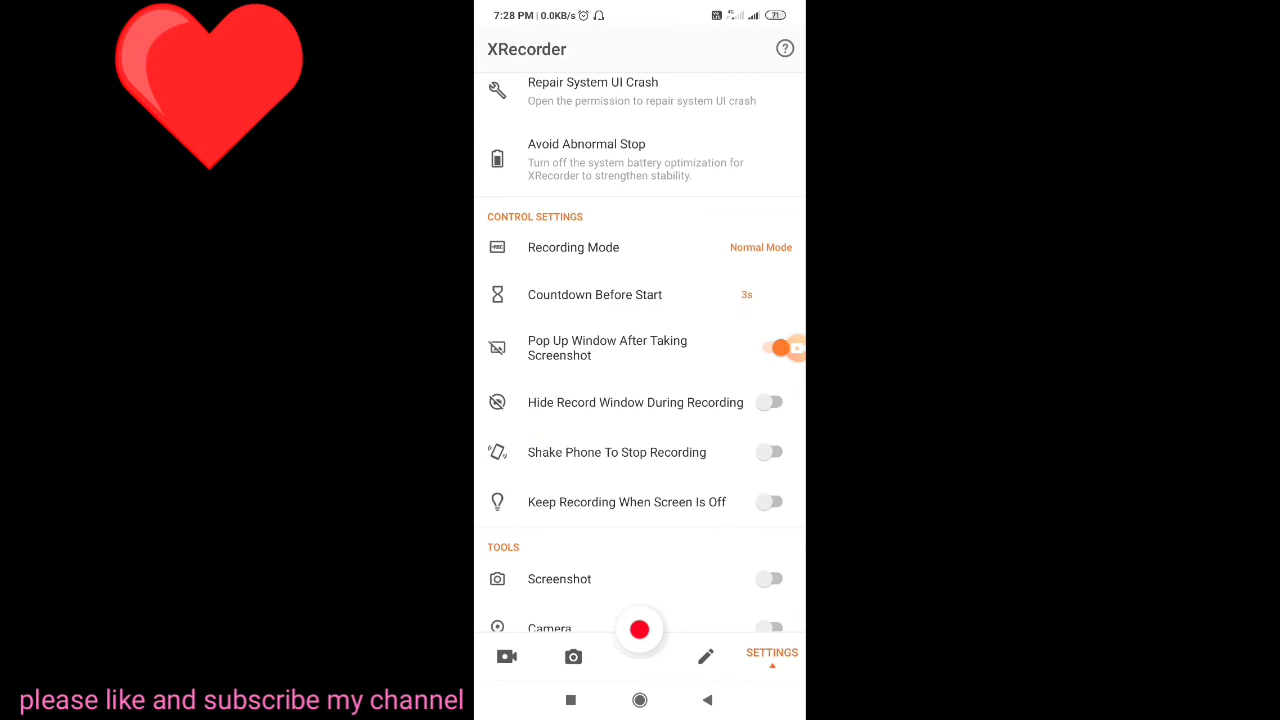 7:28 PM | 0.0KB/s
4G
71
XRecorder
Repair System UI Crash
Open the permission to repair system UI crash
Avoid Abnormal Stop
Turn off the system battery optimization for
XRecorder to strengthen stability.
CONTROL SETTINGS
Recording Mode
Normal Mode
Countdown Before Start
3s
Pop Up Window After Taking
Screenshot
Hide Record Window During Recording
Shake Phone To Stop Recording
Keep Recording When Screen Is Off
TOOLS
Screenshot
Camera
SETTINGS
please like and subscribe my channel